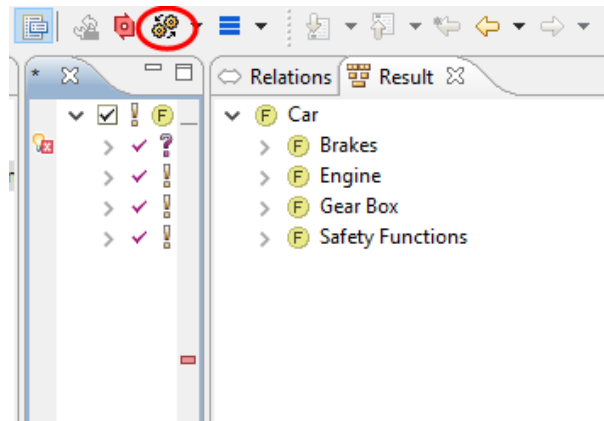 * Relations Result
F Car
F Brakes
F Engine
F Gear Box
F Safety Functions